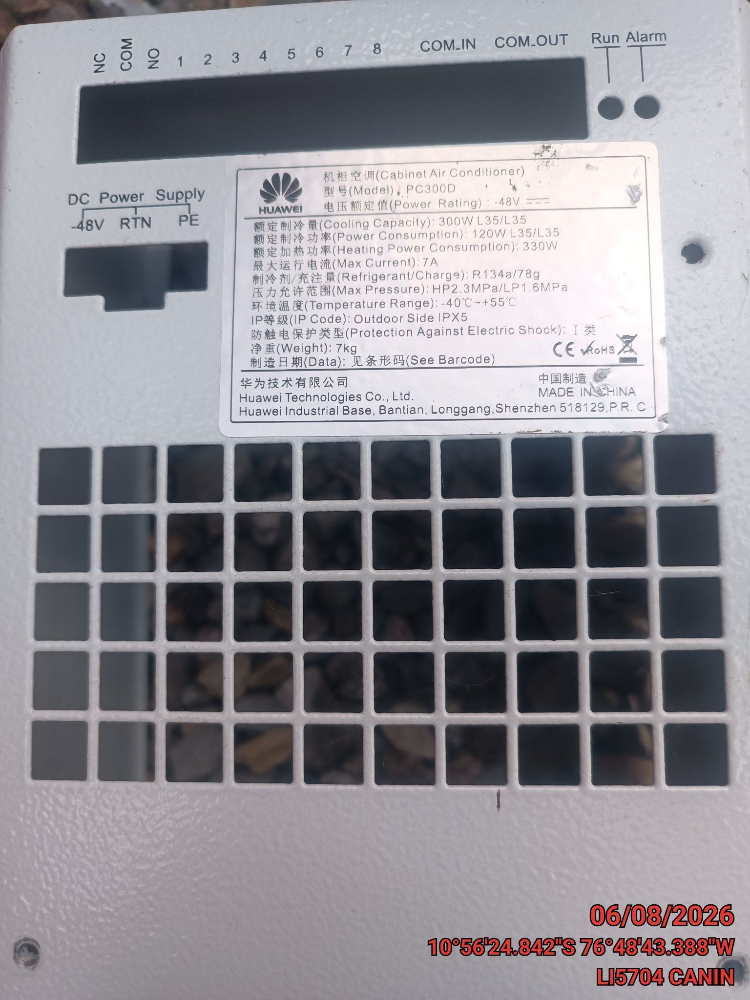 NC COM NO 1 2 3 4 5 6 7 8 COM-IN COM-OUT Run Alarm
DC Power Supply
-48V RTN PE
HUAWEI
机柜空调(Cabinet Air Conditioner)
型号(Model) : PC300D
电压额定值(Power Rating) : -48V
额定制冷量(Cooling Capacity): 300W L35/L35
额定制冷功率(Power Consumption): 120W L35/L35
额定加热功率(Heating Power Consumption): 330W
最大运行电流(Max Current): 7A
制冷剂/充注量(Refrigerant/Charge): R134a/78g
压力允许范围(Max Pressure): HP2.3MPa/LP1.6MPa
环境温度(Temperature Range): -40℃~+55℃
IP等级(IP Code): Outdoor Side IPX5
防触电保护类型(Protection Against Electric Shock): I 类
净重(Weight): 7kg
CE RoHS
制造日期(Data): 见条形码(See Barcode)
华为技术有限公司
中国制造
Huawei Technologies Co., Ltd.
MADE IN CHINA
Huawei Industrial Base, Bantian, Longgang,Shenzhen 518129,P.R. C
06/08/2026
10°56'24.842"S 76°48'43.388"W
LI5704 CANIN